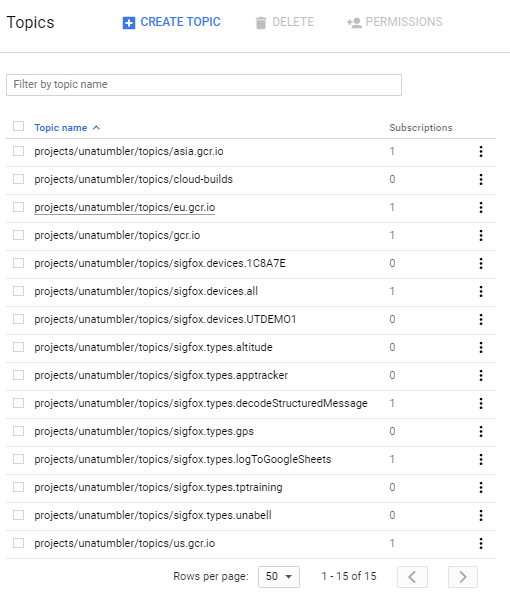 Topics CREATE TOPIC DELETE PERMISSIONS
Filter by topic name
Topic name Subscriptions
projects/unatumbler/topics/asia.gcr.io 1
projects/unatumbler/topics/cloud-builds 0
projects/unatumbler/topics/eu.gcr.io 1
projects/unatumbler/topics/gcr.io 1
projects/unatumbler/topics/sigfox.devices.1C8A7E 0
projects/unatumbler/topics/sigfox.devices.all 1
projects/unatumbler/topics/sigfox.devices.UTDEMO1 0
projects/unatumbler/topics/sigfox.types.altitude 0
projects/unatumbler/topics/sigfox.types.apptracker 0
projects/unatumbler/topics/sigfox.types.decodeStructuredMessage 1
projects/unatumbler/topics/sigfox.types.gps 0
projects/unatumbler/topics/sigfox.types.logToGoogleSheets 1
projects/unatumbler/topics/sigfox.types.tptraining 0
projects/unatumbler/topics/sigfox.types.unabell 0
projects/unatumbler/topics/us.gcr.io 1
Rows per page: 50 1 - 15 of 15